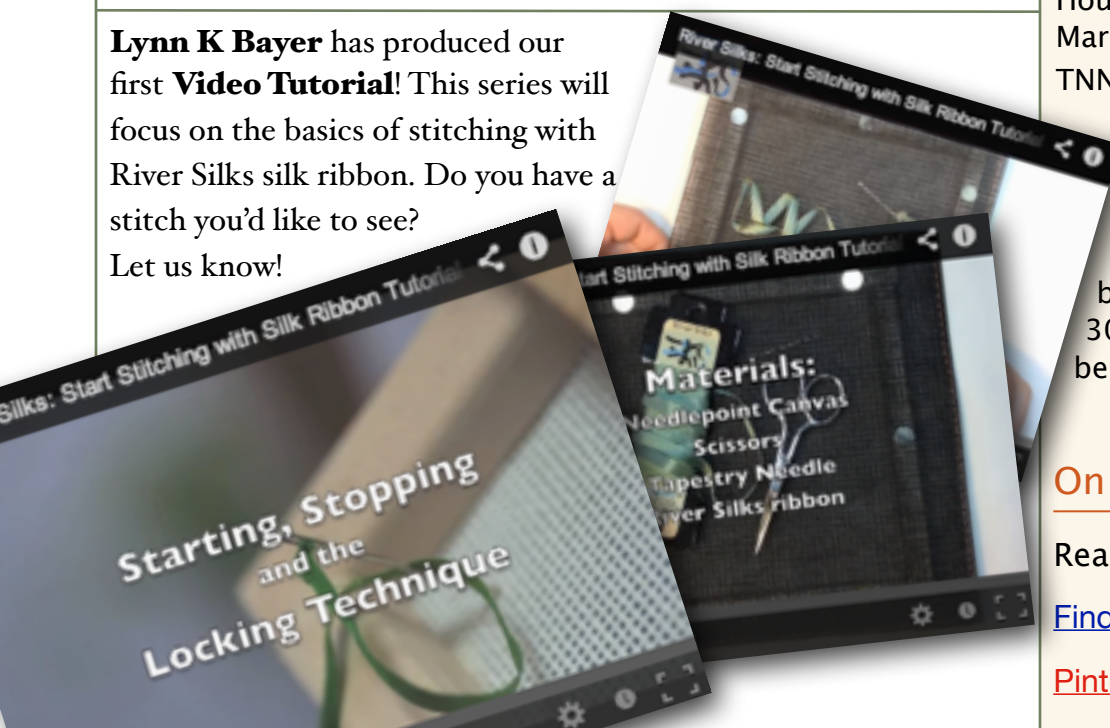 Lynn K Bayer has produced our
first Video Tutorial! This series will
focus on the basics of stitching with
River Silks silk ribbon. Do you have a
stitch you'd like to see?
Let us know!
River Silks: Start Stitching with Silk Ribbon Tutorial
Start Stitching with Silk Ribbon Tutorial
Materials:
Needlepoint Canvas
Scissors
Tapestry Needle
River Silks ribbon
Silks: Start Stitching with Silk Ribbon Tutorial
Starting, Stopping
and the
Locking Technique
Mar
TNN
b
30
be
On
Rea
Pint